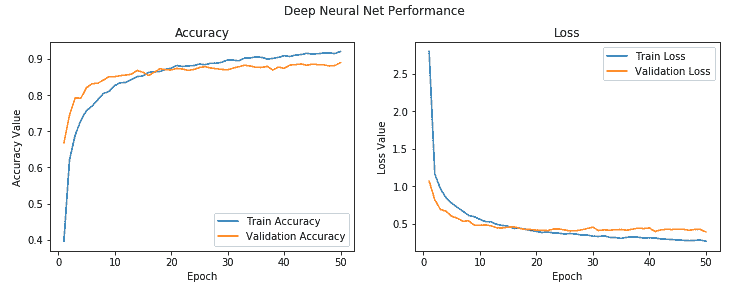 Deep Neural Net Performance
Accuracy
Accuracy Value
0.9
0.8
0.7
0.6
0.5
0.4
Train Accuracy
Validation Accuracy
0 10 20 30 40 50
Epoch
Loss
Loss Value
2.5
2.0
1.5
1.0
0.5
Train Loss
Validation Loss
0 10 20 30 40 50
Epoch